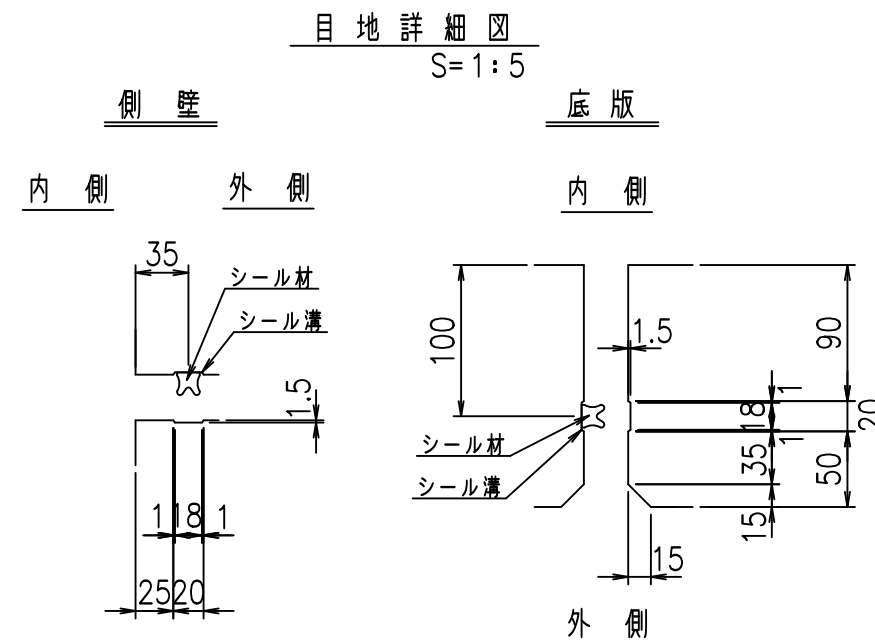 目地詳細図
S=1:5
側壁
底版
内側
外側
内側
35
シール材
シール溝
1.5
1 18 1
25 20
100
1.5
90
1
18
20
1
シール材
35
50
シール溝
15
15
外側